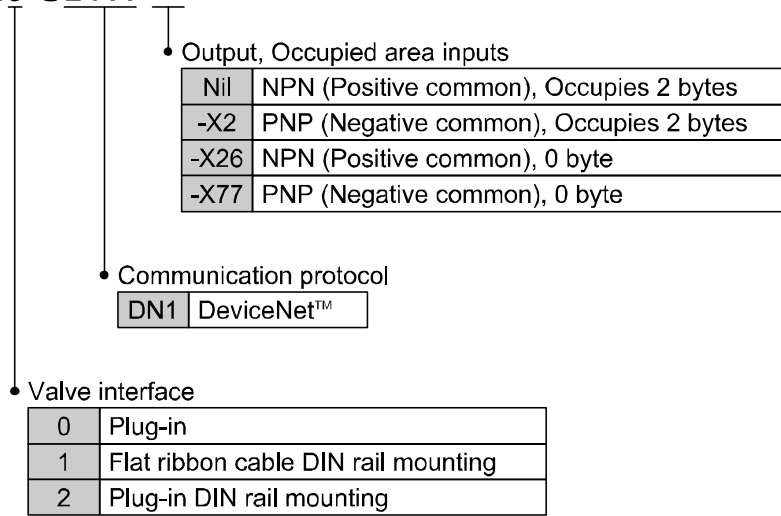 Output, Occupied area inputs
Nil NPN (Positive common), Occupies 2 bytes
-X2 PNP (Negative common), Occupies 2 bytes
-X26 NPN (Positive common), 0 byte
-X77 PNP (Negative common), 0 byte
Communication protocol
DN1 DeviceNet™
Valve interface
0 Plug-in
1 Flat ribbon cable DIN rail mounting
2 Plug-in DIN rail mounting